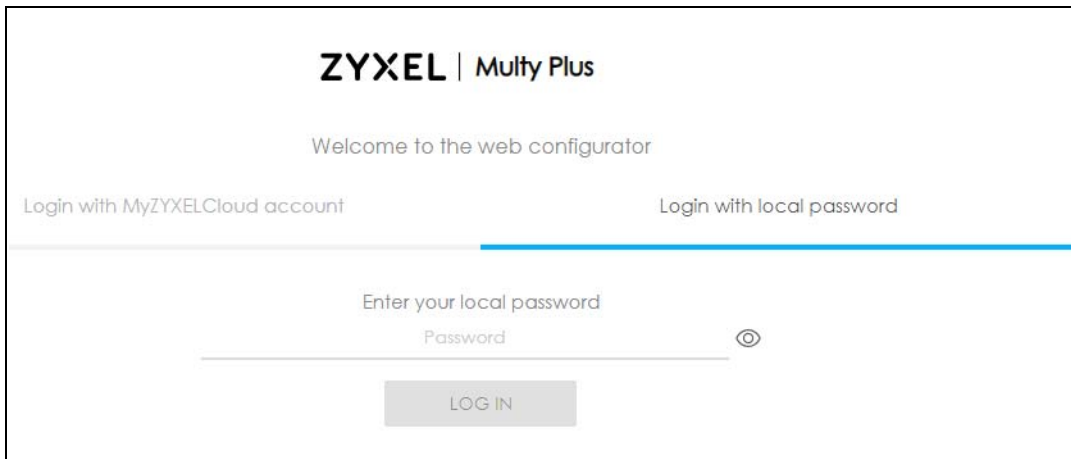 ZYXEL | Multy Plus
Welcome to the web configurator
Login with MyZYXELCloud account
Login with local password
Enter your local password
Password
LOG IN